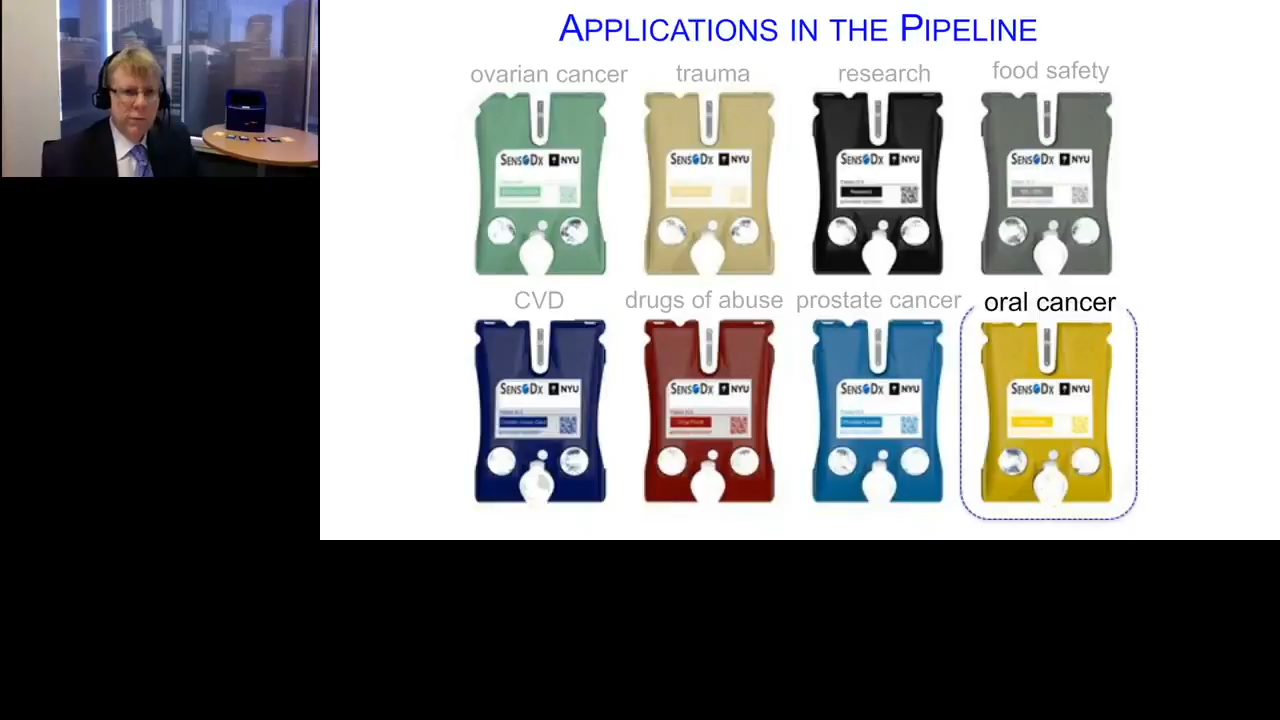 APPLICATIONS IN THE PIPELINE
ovarian cancer
trauma
research
food safety
SENSODX NYU
SENSODX NYU
SENSODX NYU
SENSODX NYU
CVD
drugs of abuse
prostate cancer
oral cancer
SENSODX NYU
SENSODX NYU
SENSODX NYU
SENSODX NYU